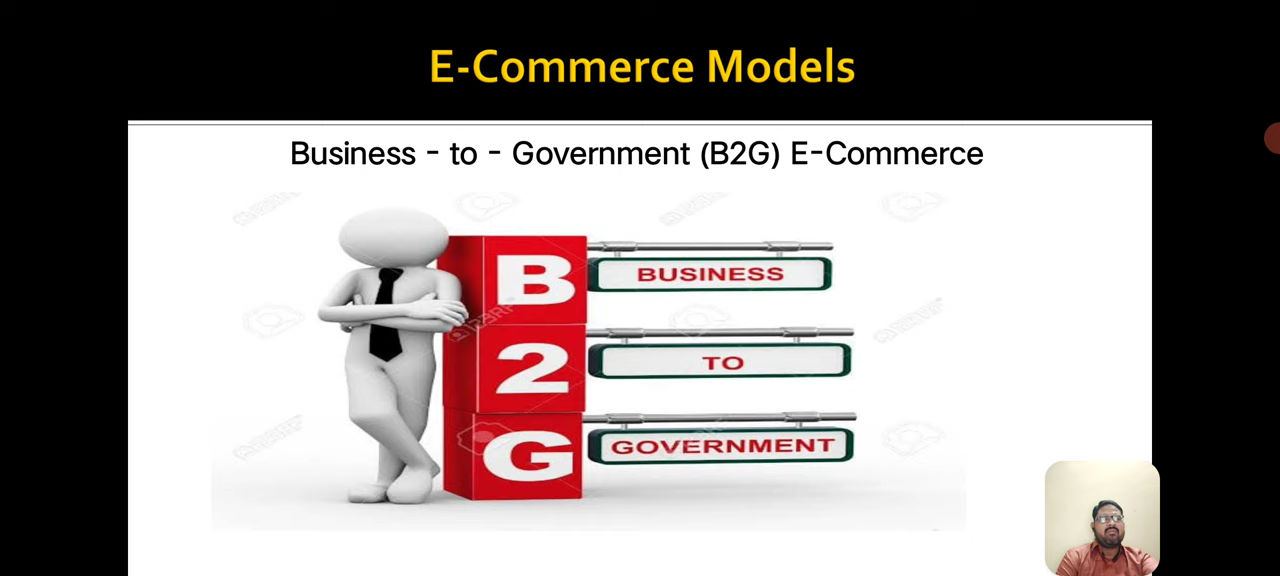 E-Commerce Models
Business - to - Government (B2G) E-Commerce
B
BUSINESS
2
TO
G
GOVERNMENT